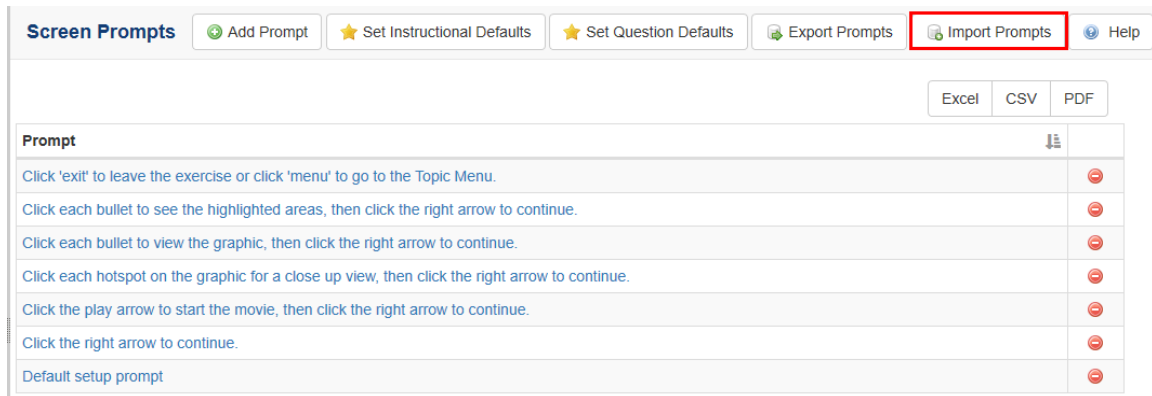 Screen Prompts Add Prompt Set Instructional Defaults Set Question Defaults Export Prompts Import Prompts Help
Excel CSV PDF
Prompt
Click 'exit' to leave the exercise or click 'menu' to go to the Topic Menu.
Click each bullet to see the highlighted areas, then click the right arrow to continue.
Click each bullet to view the graphic, then click the right arrow to continue.
Click each hotspot on the graphic for a close up view, then click the right arrow to continue.
Click the play arrow to start the movie, then click the right arrow to continue.
Click the right arrow to continue.
Default setup prompt